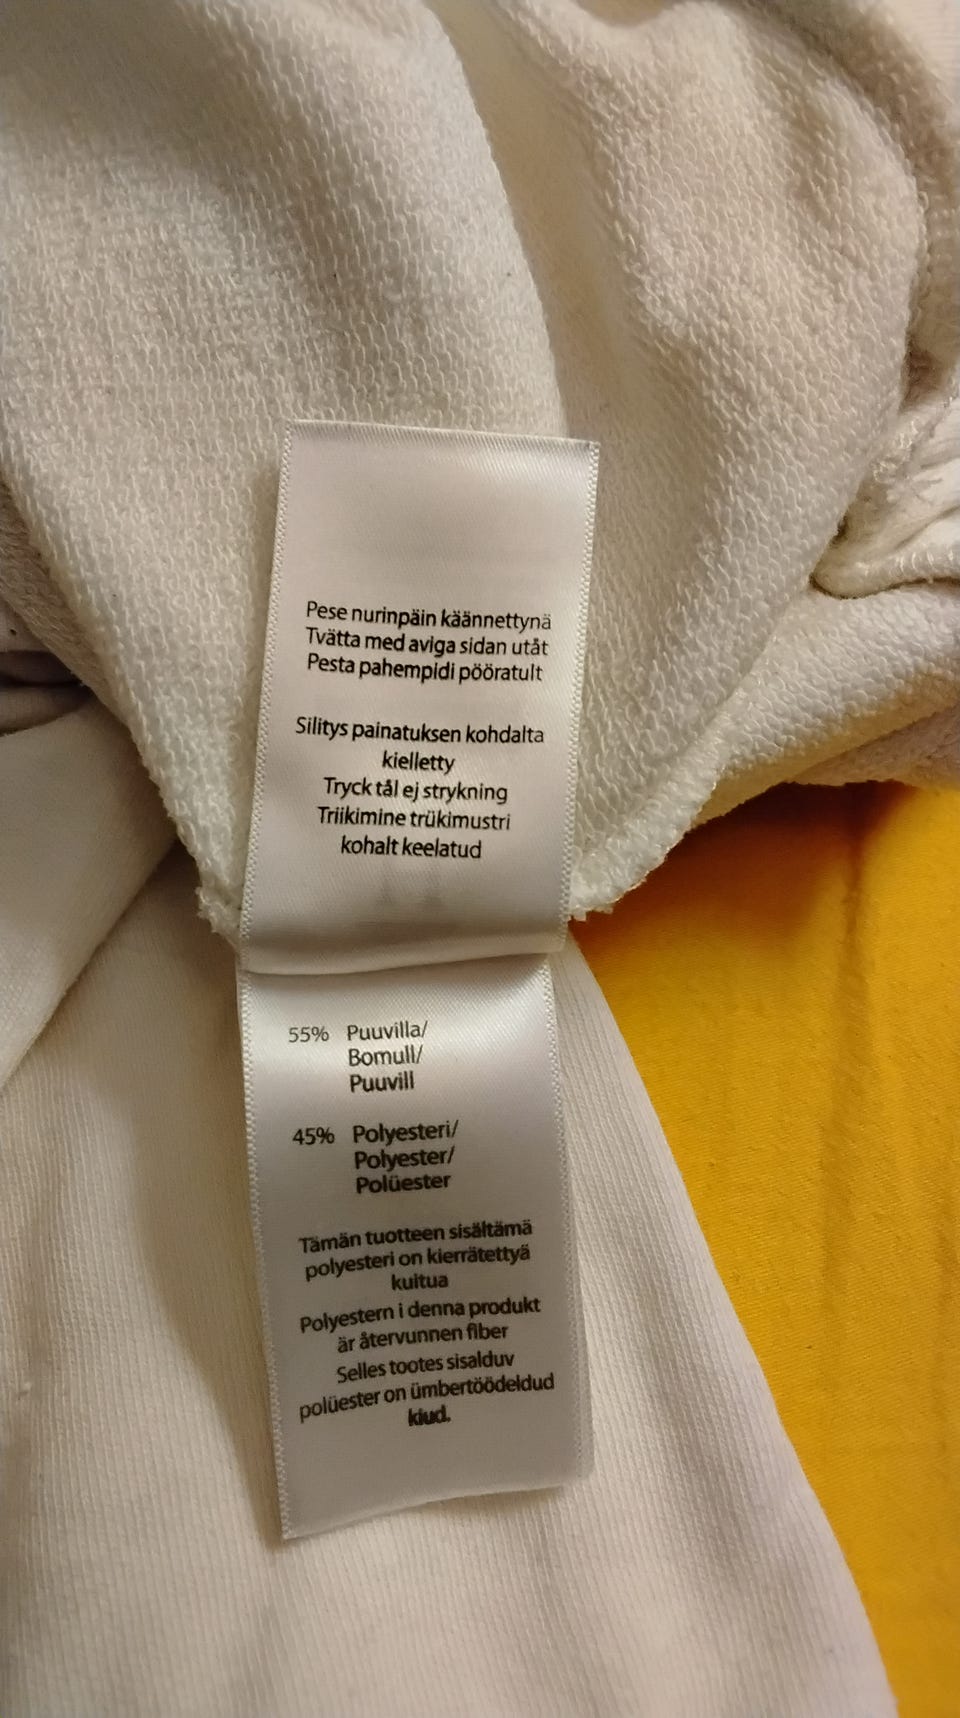 Pese nurinpäin käännettynä
Tvätta med aviga sidan utåt
Pesta pahempidi pööratult
Silitys painatuksen kohdalta
kielletty
Tryck tål ej strykning
Triikimine trükimustri
kohalt keelatud
55% Puuvilla/
Bomull/
Puuvill
45% Polyesteri/
Polyester/
Polüester
Tämän tuotteen sisältämä
polyesteri on kierrätettyä
kuitua
Polyestern i denna produkt
är återvunnen fiber
Selles tootes sisalduv
polüester on ümbertöödeldud
kiud.